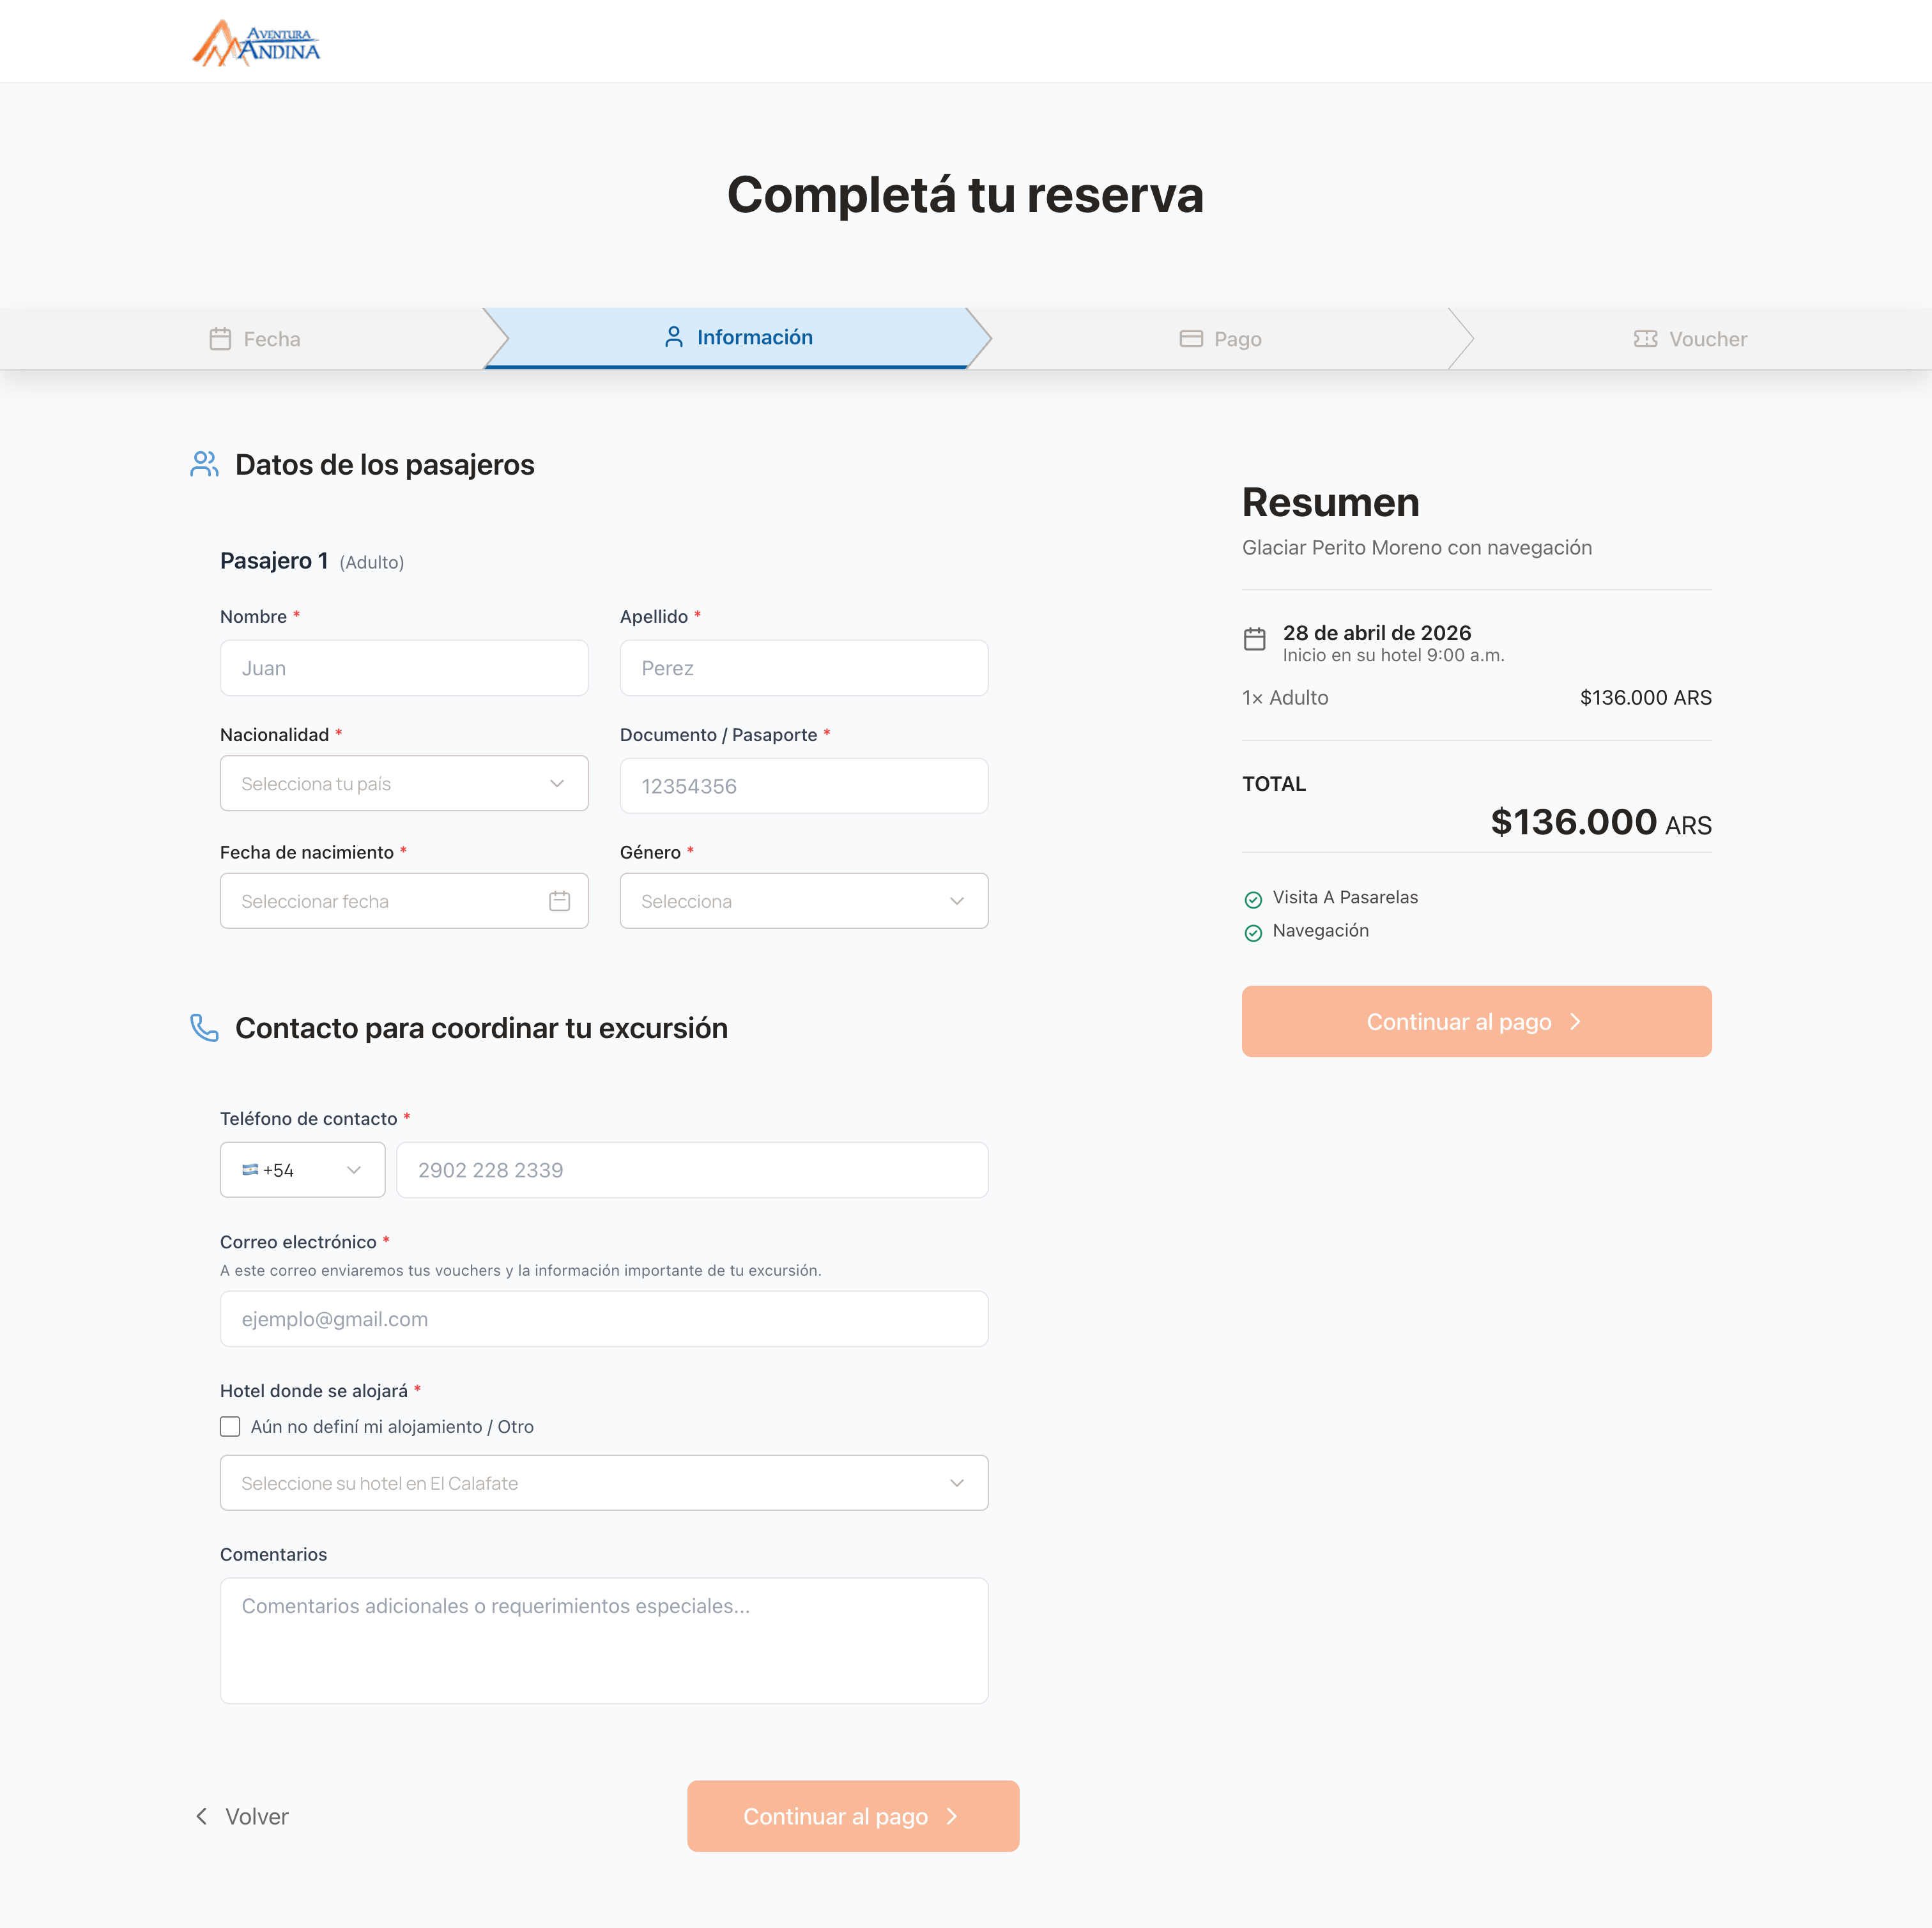 AVENTURA
ANDINA
Completá tu reserva
Fecha
Información
Pago
Voucher
Datos de los pasajeros
Pasajero 1 (Adulto)
Nombre *
Apellido *
Juan
Perez
Nacionalidad *
Documento / Pasaporte *
Selecciona tu país
12354356
Fecha de nacimiento *
Género *
Seleccionar fecha
Selecciona
Contacto para coordinar tu excursión
Teléfono de contacto *
+54
2902 228 2339
Correo electrónico *
A este correo enviaremos tus vouchers y la información importante de tu excursión.
ejemplo@gmail.com
Hotel donde se alojará *
Aún no definí mi alojamiento / Otro
Seleccione su hotel en El Calafate
Comentarios
Comentarios adicionales o requerimientos especiales...
Volver
Continuar al pago
Resumen
Glaciar Perito Moreno con navegación
28 de abril de 2026
Inicio en su hotel 9:00 a.m.
1× Adulto $136.000 ARS
TOTAL
$136.000 ARS
Visita A Pasarelas
Navegación
Continuar al pago